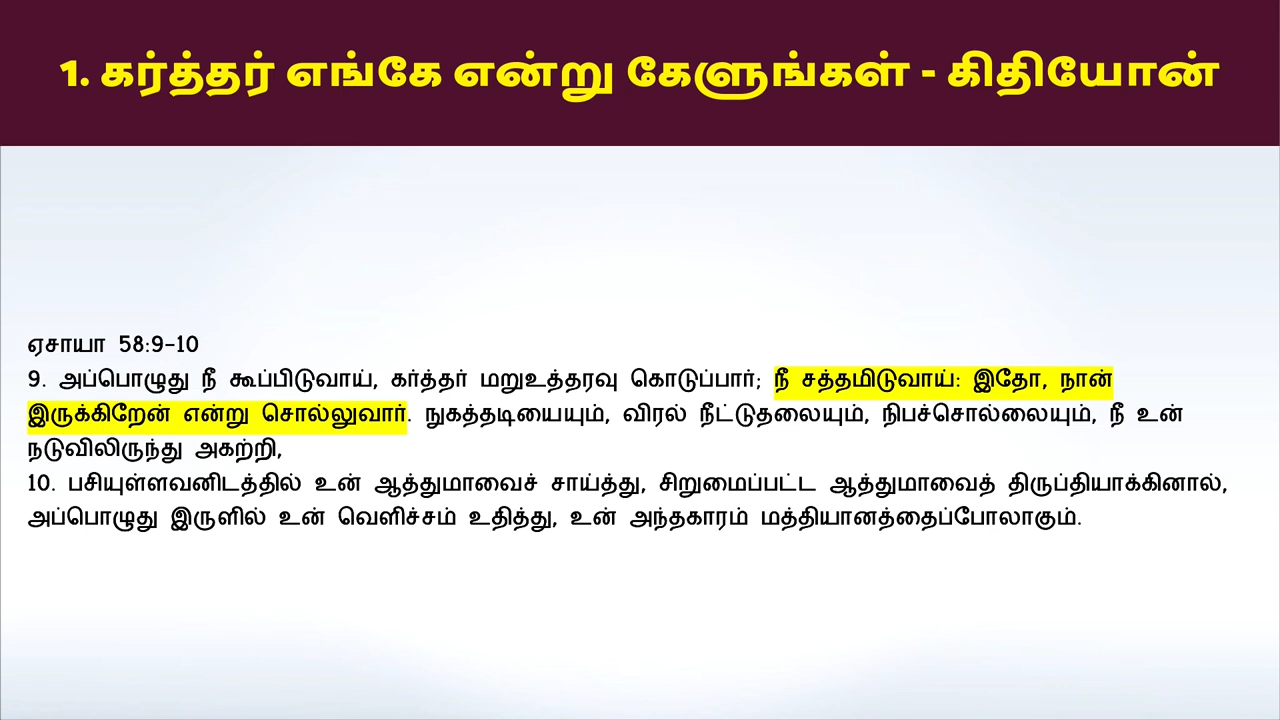 1. கர்த்தர் எங்கே என்று கேளுங்கள் - கிதியோன்
ஏசாயா 58:9-10
9. அப்பொழுது நீ கூப்பிடுவாய், கர்த்தர் மறுஉத்தரவு கொடுப்பார்; நீ சத்தமிடுவாய்: இதோ, நான்
இருக்கிறேன் என்று சொல்லுவார். நுகத்தடியையும், விரல் நீட்டுதலையும், நிபச்சொல்லையும், நீ உன்
நடுவிலிருந்து அகற்றி,
10. பசியுள்ளவனிடத்தில் உன் ஆத்துமாவைச் சாய்த்து, சிறுமைப்பட்ட ஆத்துமாவைத் திருப்தியாக்கினால்,
அப்பொழுது இருளில் உன் வெளிச்சம் உதித்து, உன் அந்தகாரம் மத்தியானத்தைப்போலாகும்.